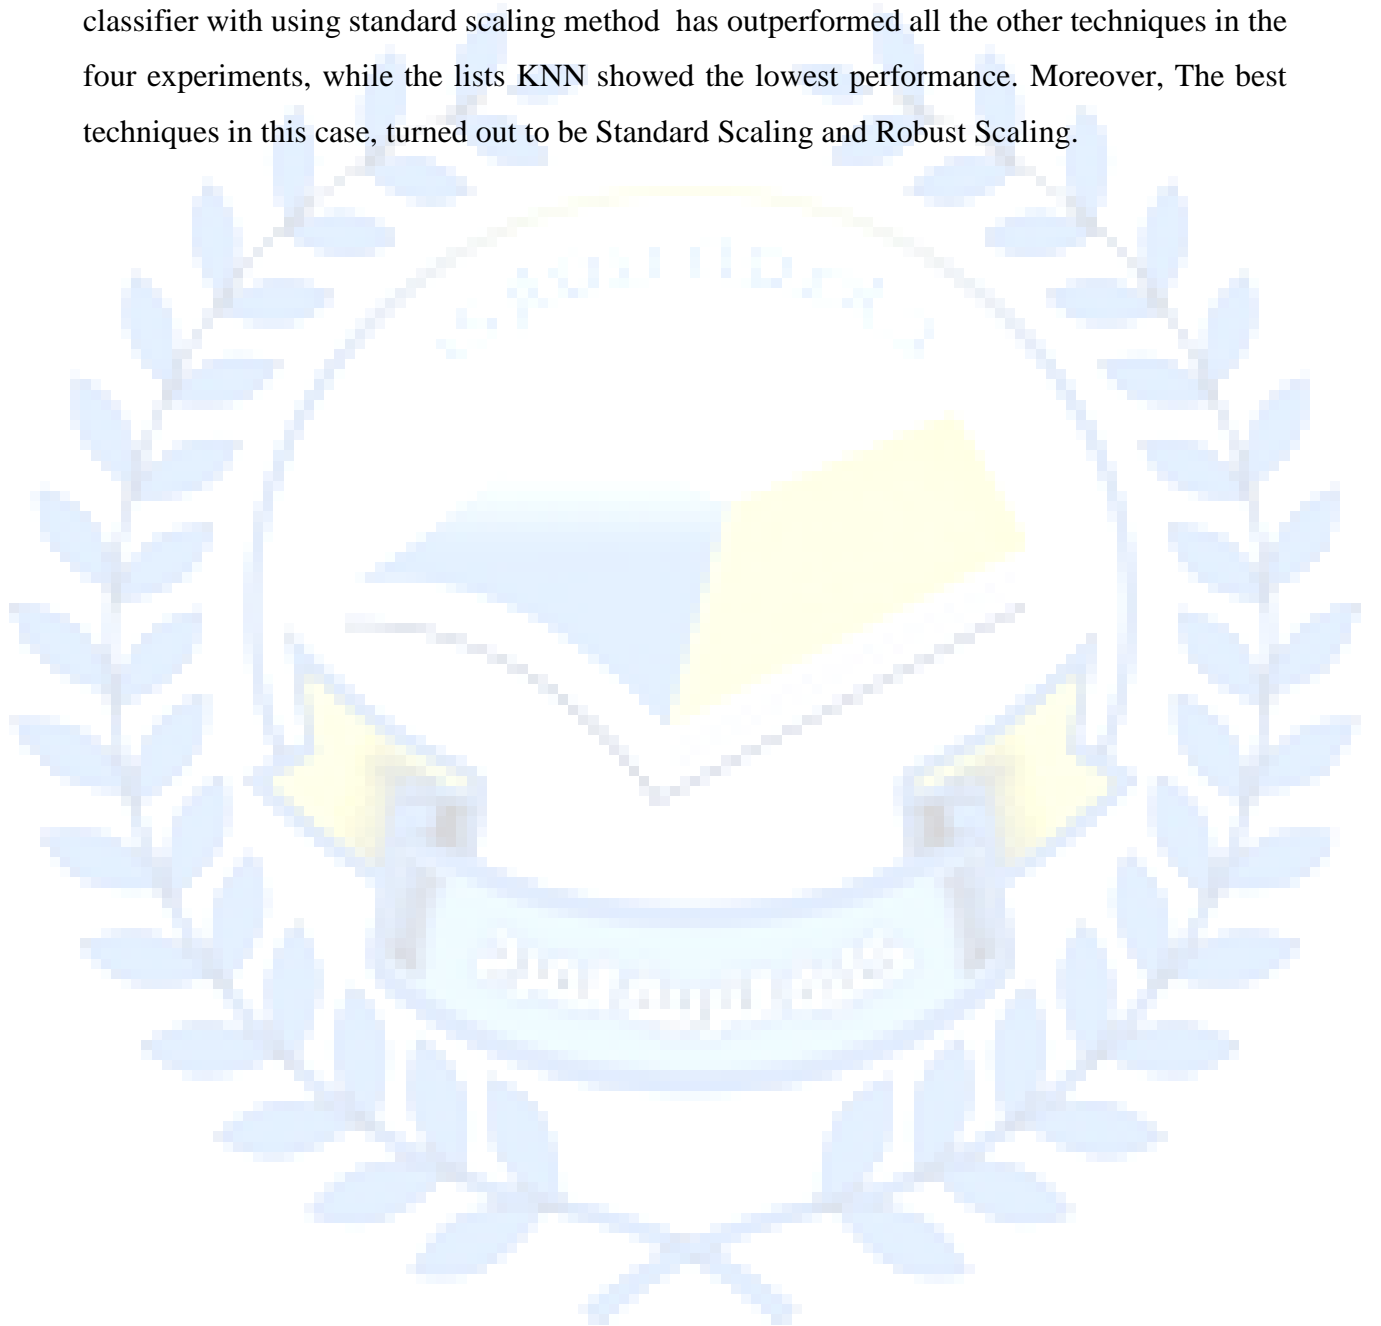 classifier with using standard scaling method  has outperformed all the other techniques in the
four experiments, while the lists KNN showed the lowest performance. Moreover, The best
techniques in this case, turned out to be Standard Scaling and Robust Scaling.